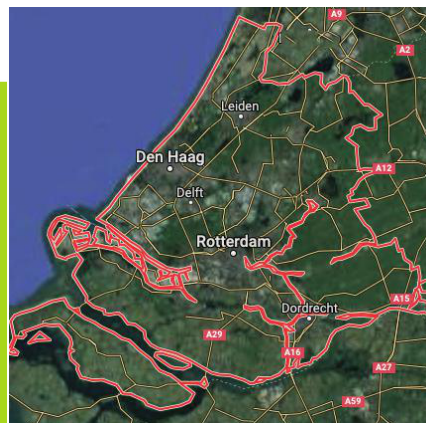 A9
A2
Leiden
Den Haag
A12
Delft
Rotterdam
A15
Dordrecht
A29
A16
A27
A59